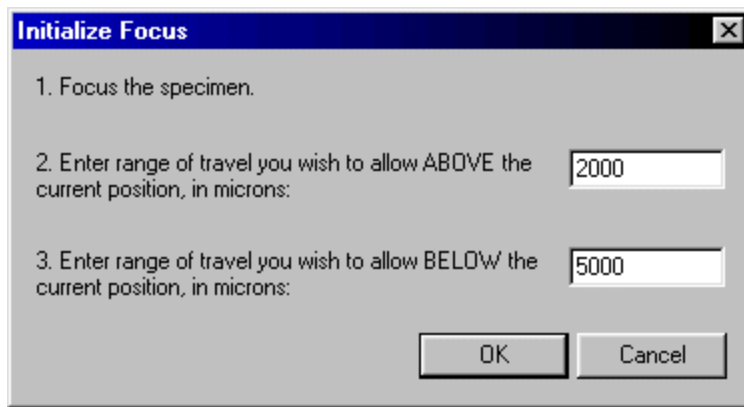 Initialize Focus
1. Focus the specimen.
2. Enter range of travel you wish to allow ABOVE the
current position, in microns:
2000
3. Enter range of travel you wish to allow BELOW the
current position, in microns:
5000
OK
Cancel